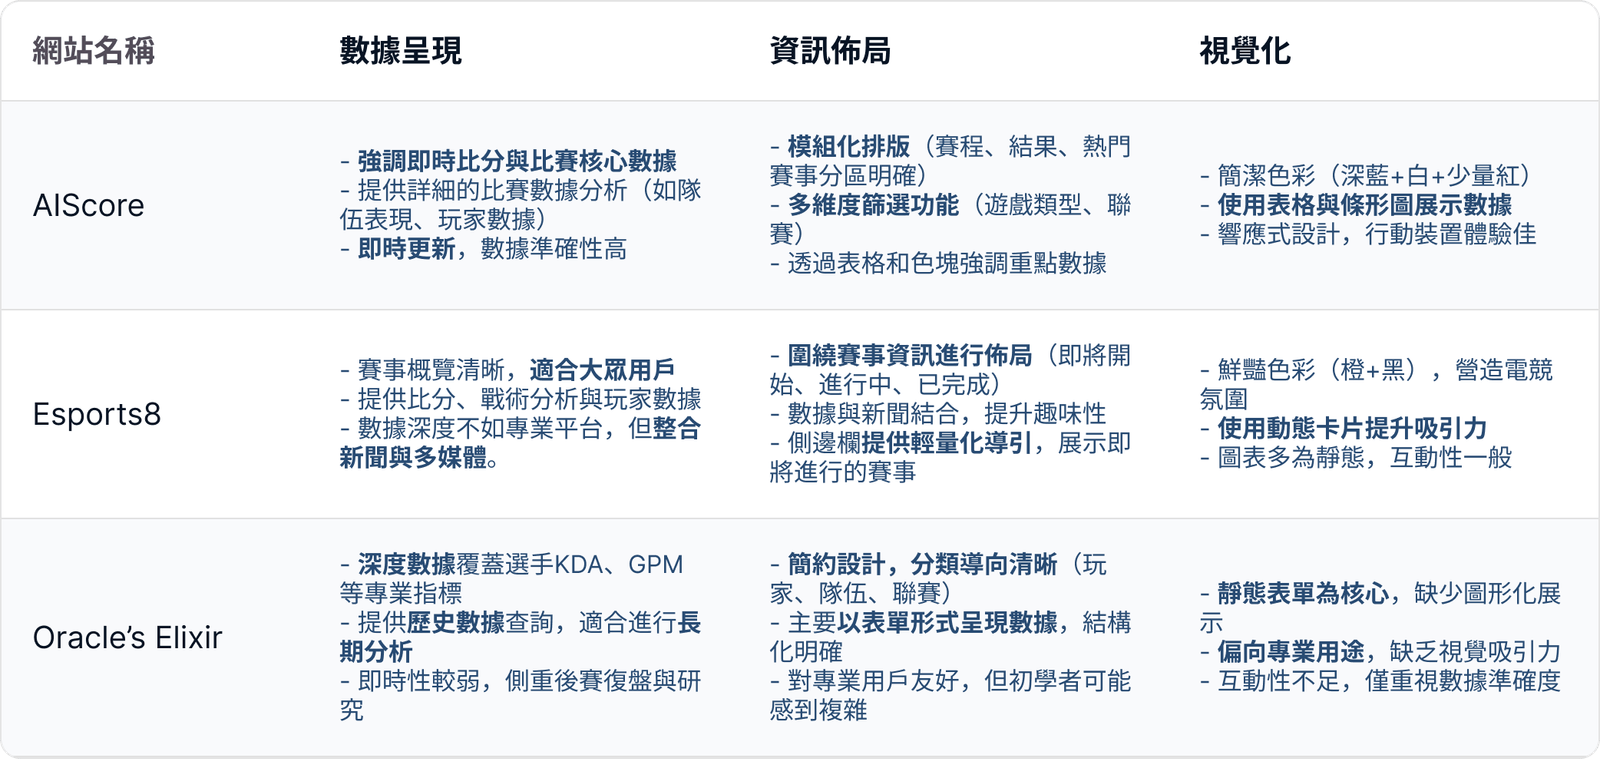 網站名稱
數據呈現
資訊佈局
視覺化
AIScore
- 強調即時比分與比賽核心數據
- 提供詳細的比賽數據分析（如隊
伍表現、玩家數據）
- 即時更新，數據準確性高
- 模組化排版（賽程、結果、熱門
賽事分區明確）
- 多維度篩選功能（遊戲類型、聯
賽）
- 透過表格和色塊強調重點數據
- 簡潔色彩（深藍+白+少量紅）
- 使用表格與條形圖展示數據
- 響應式設計，行動裝置體驗佳
Esports8
- 賽事概覽清晰，適合大眾用戶
- 提供比分、戰術分析與玩家數據
- 數據深度不如專業平台，但整合
新聞與多媒體。
- 圍繞賽事資訊進行佈局（即將開
始、進行中、已完成）
- 數據與新聞結合，提升趣味性
- 側邊欄提供輕量化導引，展示即
將進行的賽事
- 鮮豔色彩（橙+黑），營造電競
氛圍
- 使用動態卡片提升吸引力
- 圖表多為靜態，互動性一般
Oracle’s Elixir
- 深度數據覆蓋選手KDA、GPM
等專業指標
- 提供歷史數據查詢，適合進行長
期分析
- 即時性較弱，側重後賽復盤與研
究
- 簡約設計，分類導向清晰（玩
家、隊伍、聯賽）
- 主要以表單形式呈現數據，結構
化明確
- 對專業用戶友好，但初學者可能
感到複雜
- 靜態表單為核心，缺少圖形化展
示
- 偏向專業用途，缺乏視覺吸引力
- 互動性不足，僅重視數據準確度